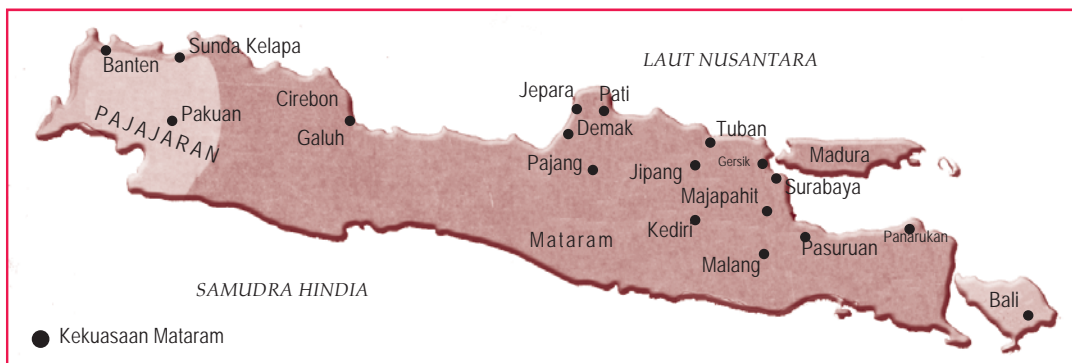 Sunda Kelapa
Banten
LAUT NUSANTARA
Jepara
Pati
Cirebon
Pakuan
PAJAJARAN
Galuh
Demak
Tuban
Pajang
Jipang
Gersik
Madura
Surabaya
Majapahit
Kediri
Mataram
Pasuruan
Panarukan
Malang
SAMUDRA HINDIA
Bali
Kekuasaan Mataram